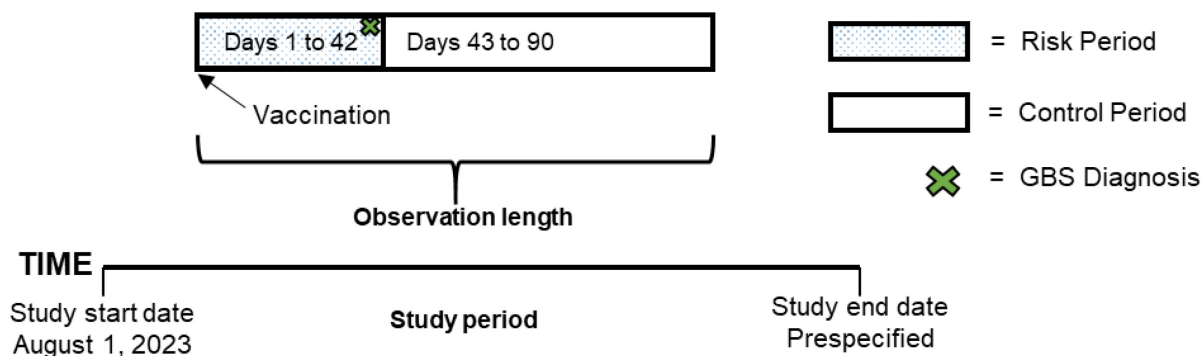 Days 1 to 42
Days 43 to 90
Vaccination
Observation length
= Risk Period
= Control Period
= GBS Diagnosis
TIME
Study start date
August 1, 2023
Study period
Study end date
Prespecified